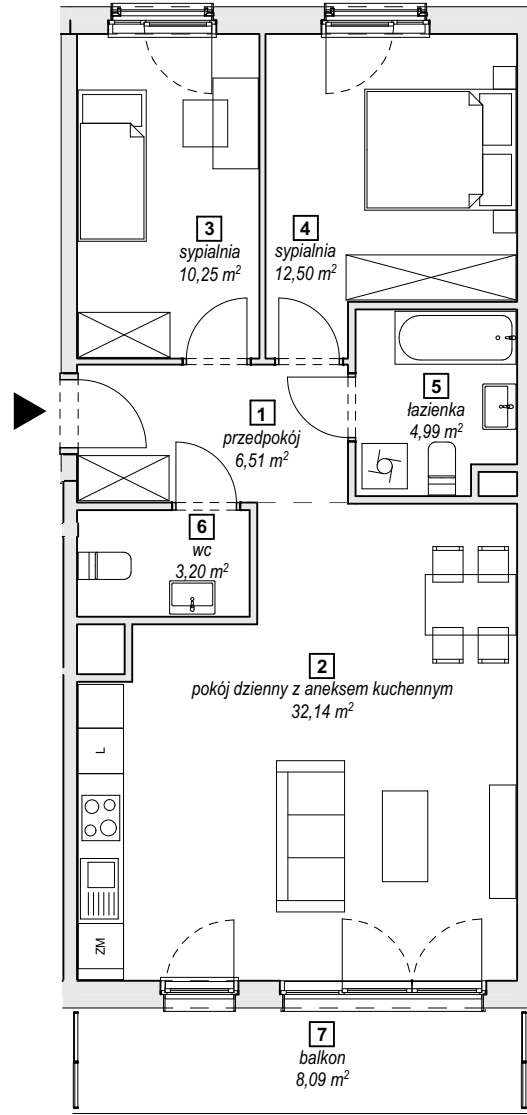 3
sypialnia
10,25 m²
4
sypialnia
12,50 m²
5
łazienka
4,99 m²
1
przedpokój
6,51 m²
6
wc
3,20 m²
2
pokój dzienny z aneksem kuchennym
32,14 m²
L
ZM
7
balkon
8,09 m²